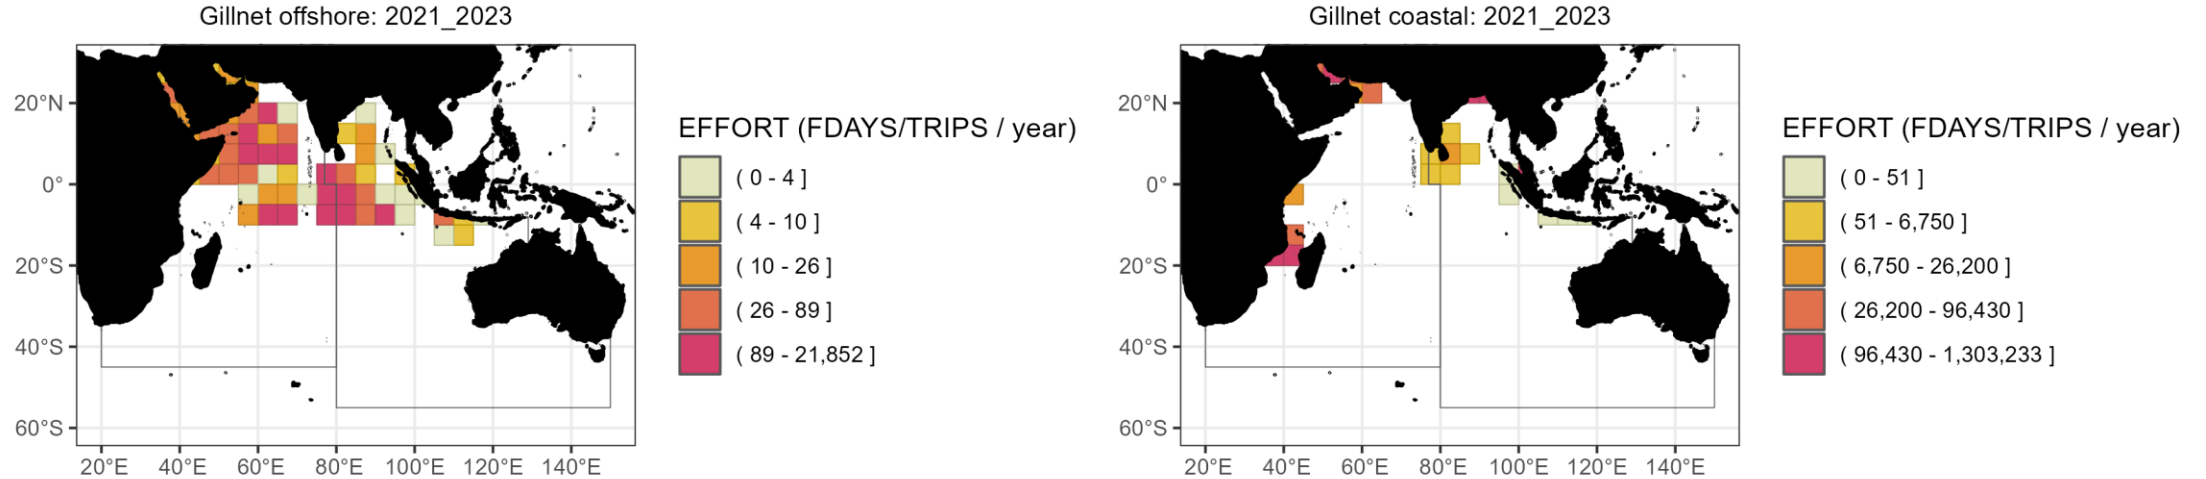 Gillnet offshore: 2021_2023
20°N
0°
20°S
40°S
60°S
20°E 40°E 60°E 80°E 100°E 120°E 140°E
EFFORT (FDAYS/TRIPS / year)
( 0 - 4 ]
( 4 - 10 ]
( 10 - 26 ]
( 26 - 89 ]
( 89 - 21,852 ]
Gillnet coastal: 2021_2023
20°N
0°
20°S
40°S
60°S
20°E 40°E 60°E 80°E 100°E 120°E 140°E
EFFORT (FDAYS/TRIPS / year)
( 0 - 51 ]
( 51 - 6,750 ]
( 6,750 - 26,200 ]
( 26,200 - 96,430 ]
( 96,430 - 1,303,233 ]